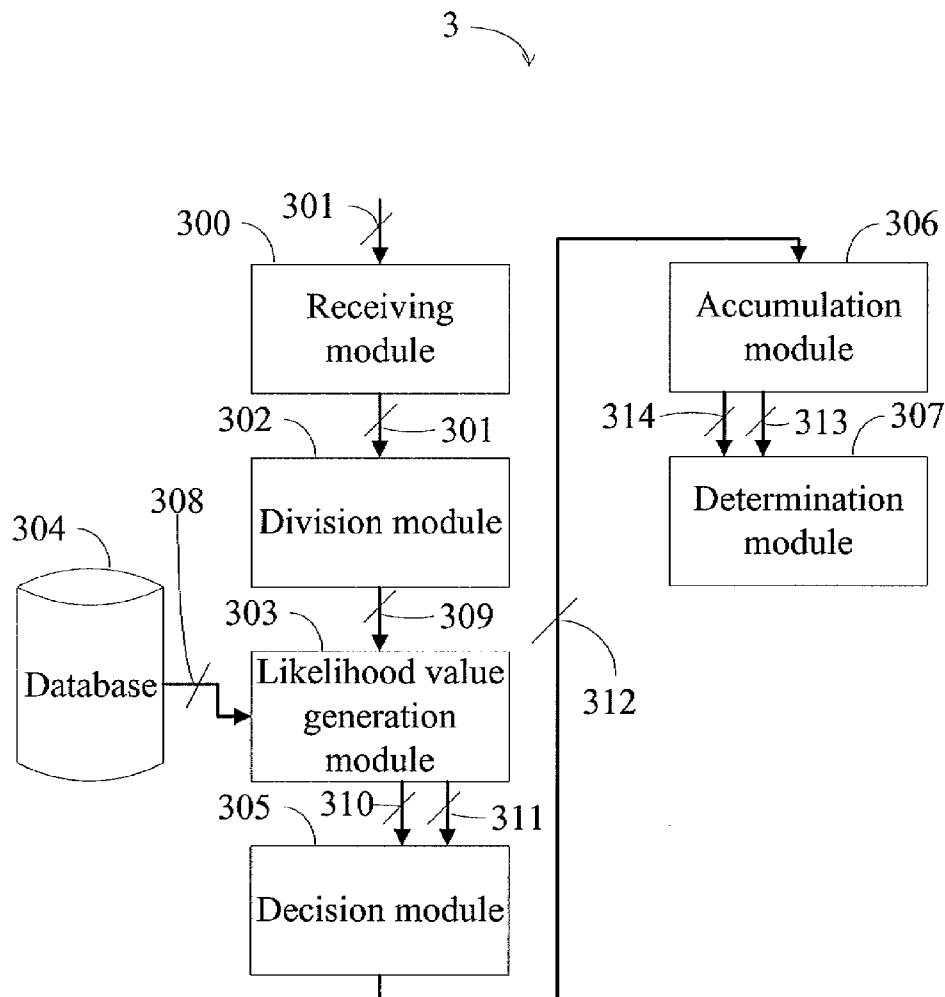 3
301
300
Receiving
module
302
301
Division module
304
308
303
309
Database
Likelihood value
generation
module
305
310
311
Decision module
312
306
Accumulation
module
314
313
307
Determination
module